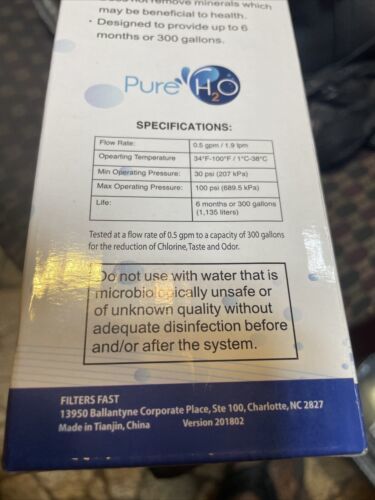 Does not remove minerals which
may be beneficial to health.
• Designed to provide up to 6
months or 300 gallons.
Pure H2O
SPECIFICATIONS:
Flow Rate: 0.5 gpm / 1.9 lpm
Opearting Temperature 34°F-100°F / 1°C-38°C
Min Operating Pressure: 30 psi (207 kPa)
Max Operating Pressure: 100 psi (689.5 kPa)
Life: 6 months or 300 gallons
(1,135 liters)
Tested at a flow rate of 0.5 gpm to a capacity of 300 gallons
for the reduction of Chlorine, Taste and Odor.
Do not use with water that is
microbiologically unsafe or
of unknown quality without
adequate disinfection before
and/or after the system.
FILTERS FAST
13950 Ballantyne Corporate Place, Ste 100, Charlotte, NC 2827
Made in Tianjin, China Version 201802